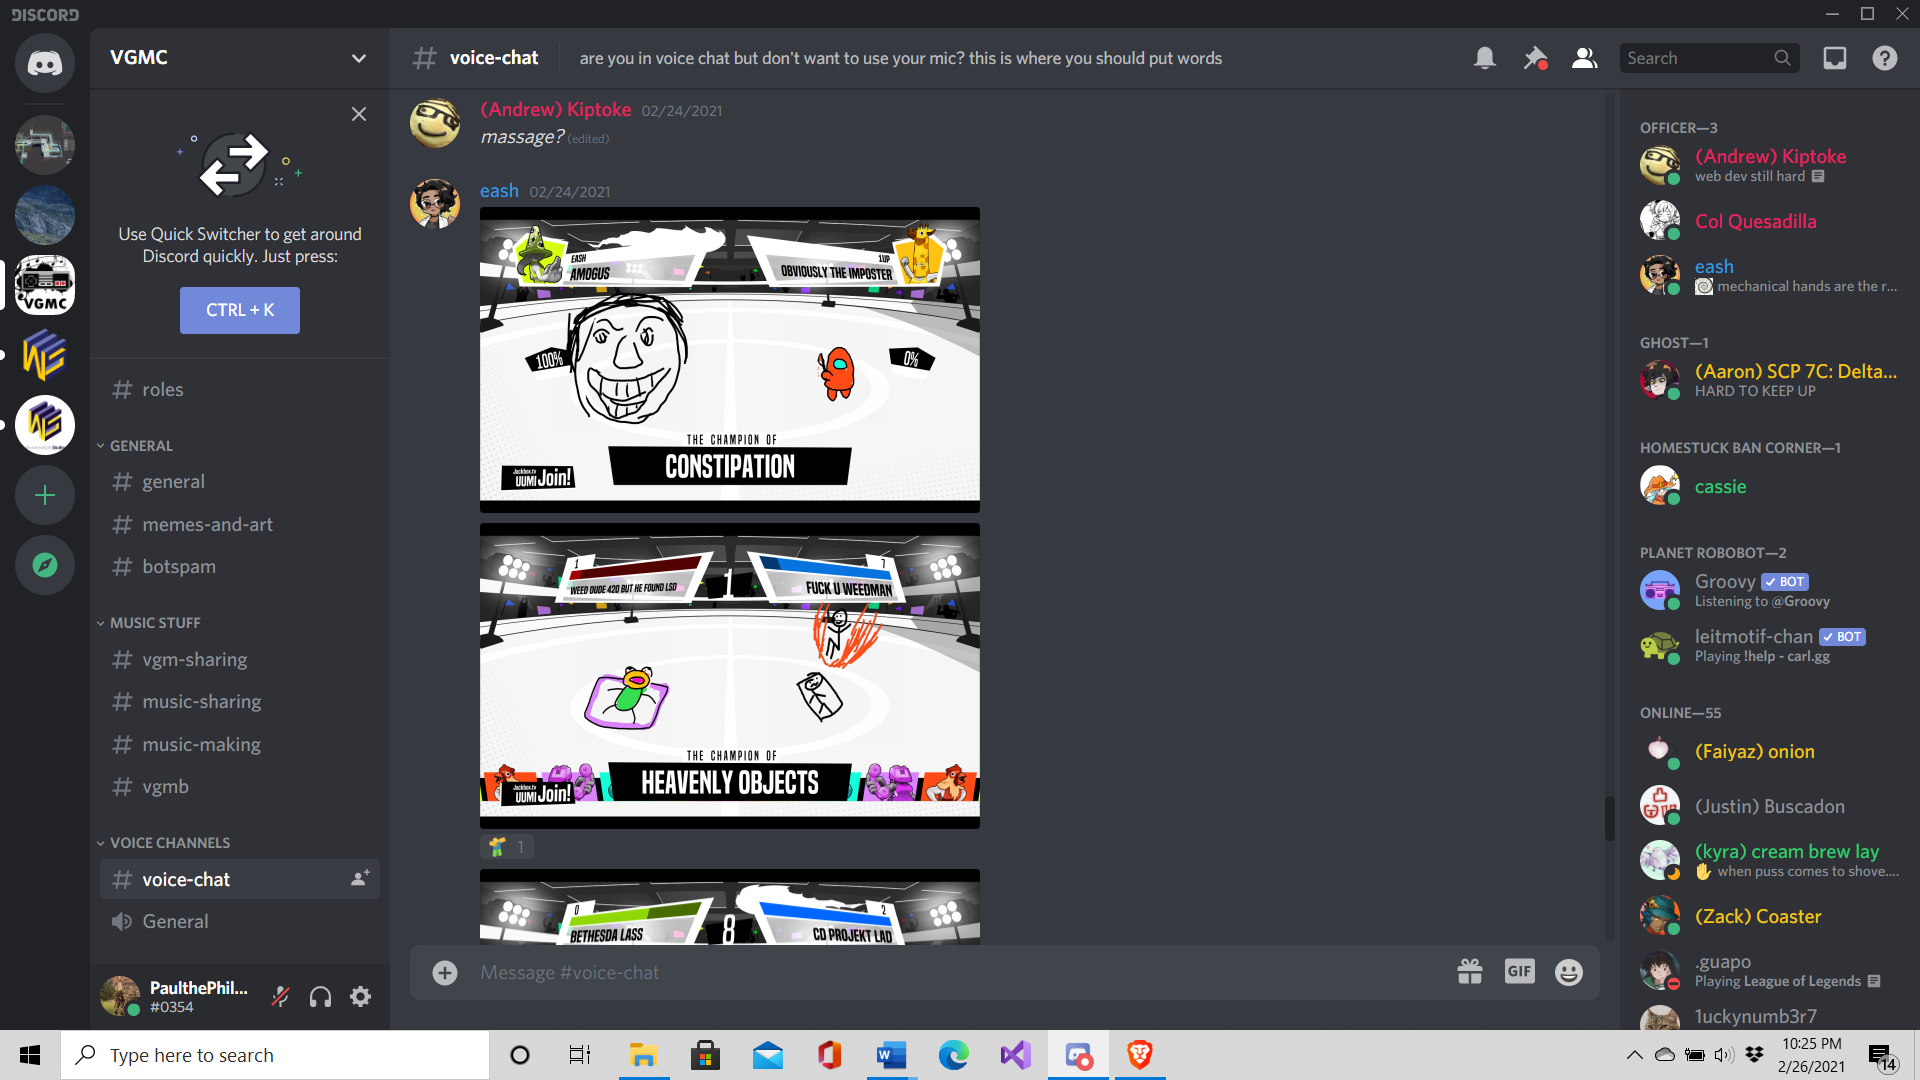 DISCORD
VGMC
# voice-chat
are you in voice chat but don't want to use your mic? this is where you should put words
Search
VGMC
Use Quick Switcher to get around
Discord quickly. Just press:
CTRL + K
roles
GENERAL
general
memes-and-art
botspam
MUSIC STUFF
vgm-sharing
music-sharing
music-making
vgmb
VOICE CHANNELS
voice-chat
General
PaulthePhil...
#0354
(Andrew) Kiptoke 02/24/2021
massage? (edited)
eash 02/24/2021
EASH
AMOGUS
1UP
OBVIOUSLY THE IMPOSTER
100%
0%
THE CHAMPION OF
CONSTIPATION
Jackbox.tv
UUMI Join!
1
WEED DUDE 420 BUT HE FOUND LSD
1
7
FUCK U WEEDMAN
THE CHAMPION OF
HEAVENLY OBJECTS
Jackbox.tv
UUMI Join!
1
0
BETHESDA LASS
8
2
CD PROJEKT LAD
Message #voice-chat
GIF
OFFICER—3
(Andrew) Kiptoke
web dev still hard
Col Quesadilla
eash
mechanical hands are the r...
GHOST—1
(Aaron) SCP 7C: Delta...
HARD TO KEEP UP
HOMESTUCK BAN CORNER—1
cassie
PLANET ROBOBOT—2
Groovy BOT
Listening to @Groovy
leitmotif-chan BOT
Playing !help - carl.gg
ONLINE—55
(Faiyaz) onion
(Justin) Buscadon
(kyra) cream brew lay
when puss comes to shove....
(Zack) Coaster
.guapo
Playing League of Legends
1uckynumb3r7
Type here to search
10:25 PM
2/26/2021
14